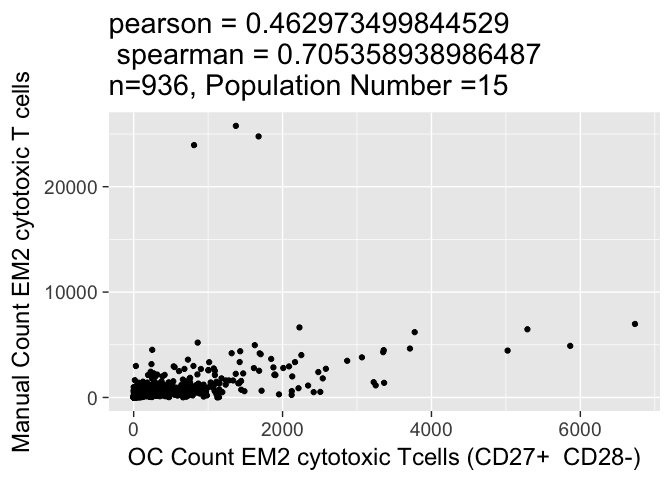 pearson = 0.462973499844529
spearman = 0.705358938986487
n=936, Population Number =15
Manual Count EM2 cytotoxic T cells
20000
10000
0
0 2000 4000 6000
OC Count EM2 cytotoxic Tcells (CD27+  CD28-)